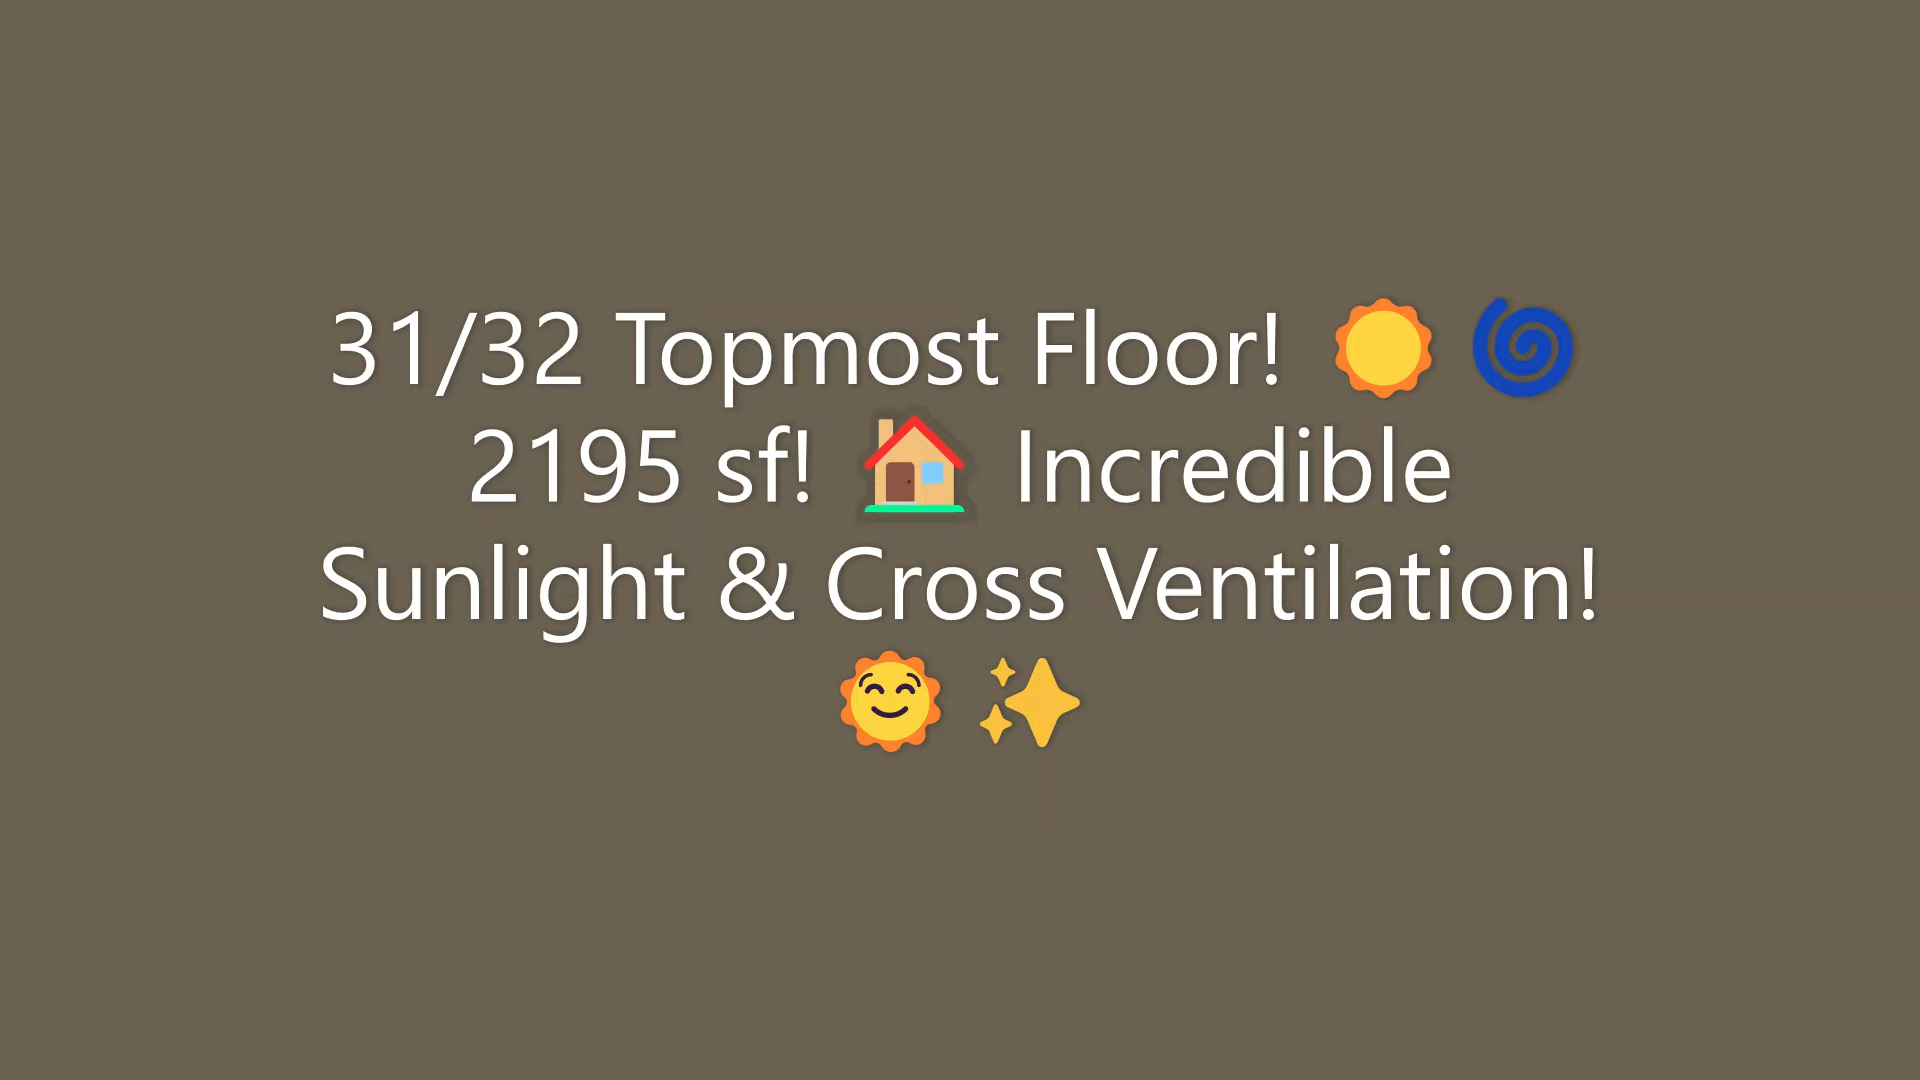 31/32 Topmost Floor! ☀️ 🌀
2195 sf! 🏠 Incredible
Sunlight & Cross Ventilation!
🌞 ✨